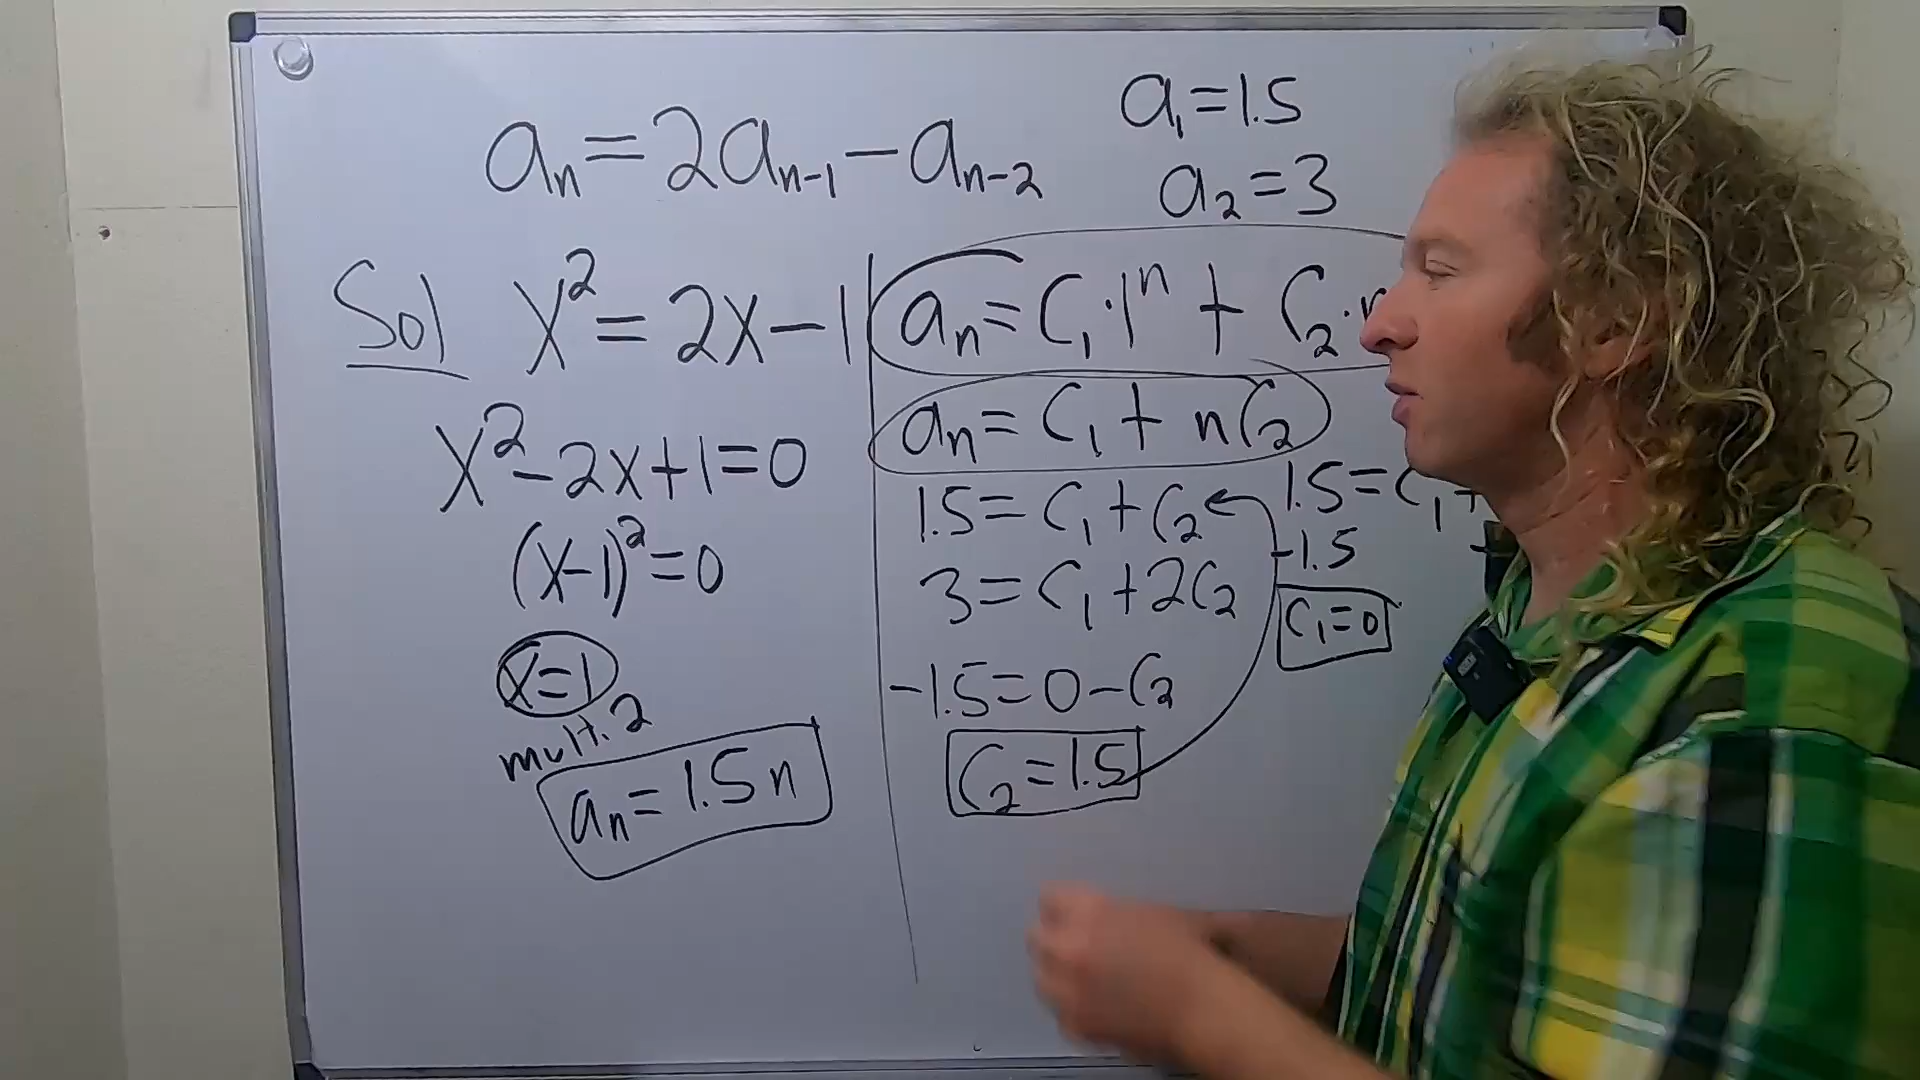 aₙ = 2aₙ₋₁ − aₙ₋₂
a₁ = 1.5
a₂ = 3
Sol
x² = 2x − 1
x² − 2x + 1 = 0
(x−1)² = 0
x = 1
mult. 2
aₙ = 1.5n
aₙ = C₁·1ⁿ + C₂·
aₙ = C₁ + nC₂
1.5 = C₁ + C₂
3 = C₁ + 2C₂
−1.5 = 0 − C₂
C₂ = 1.5
1.5 = C₁ +
−1.5
C₁ = 0